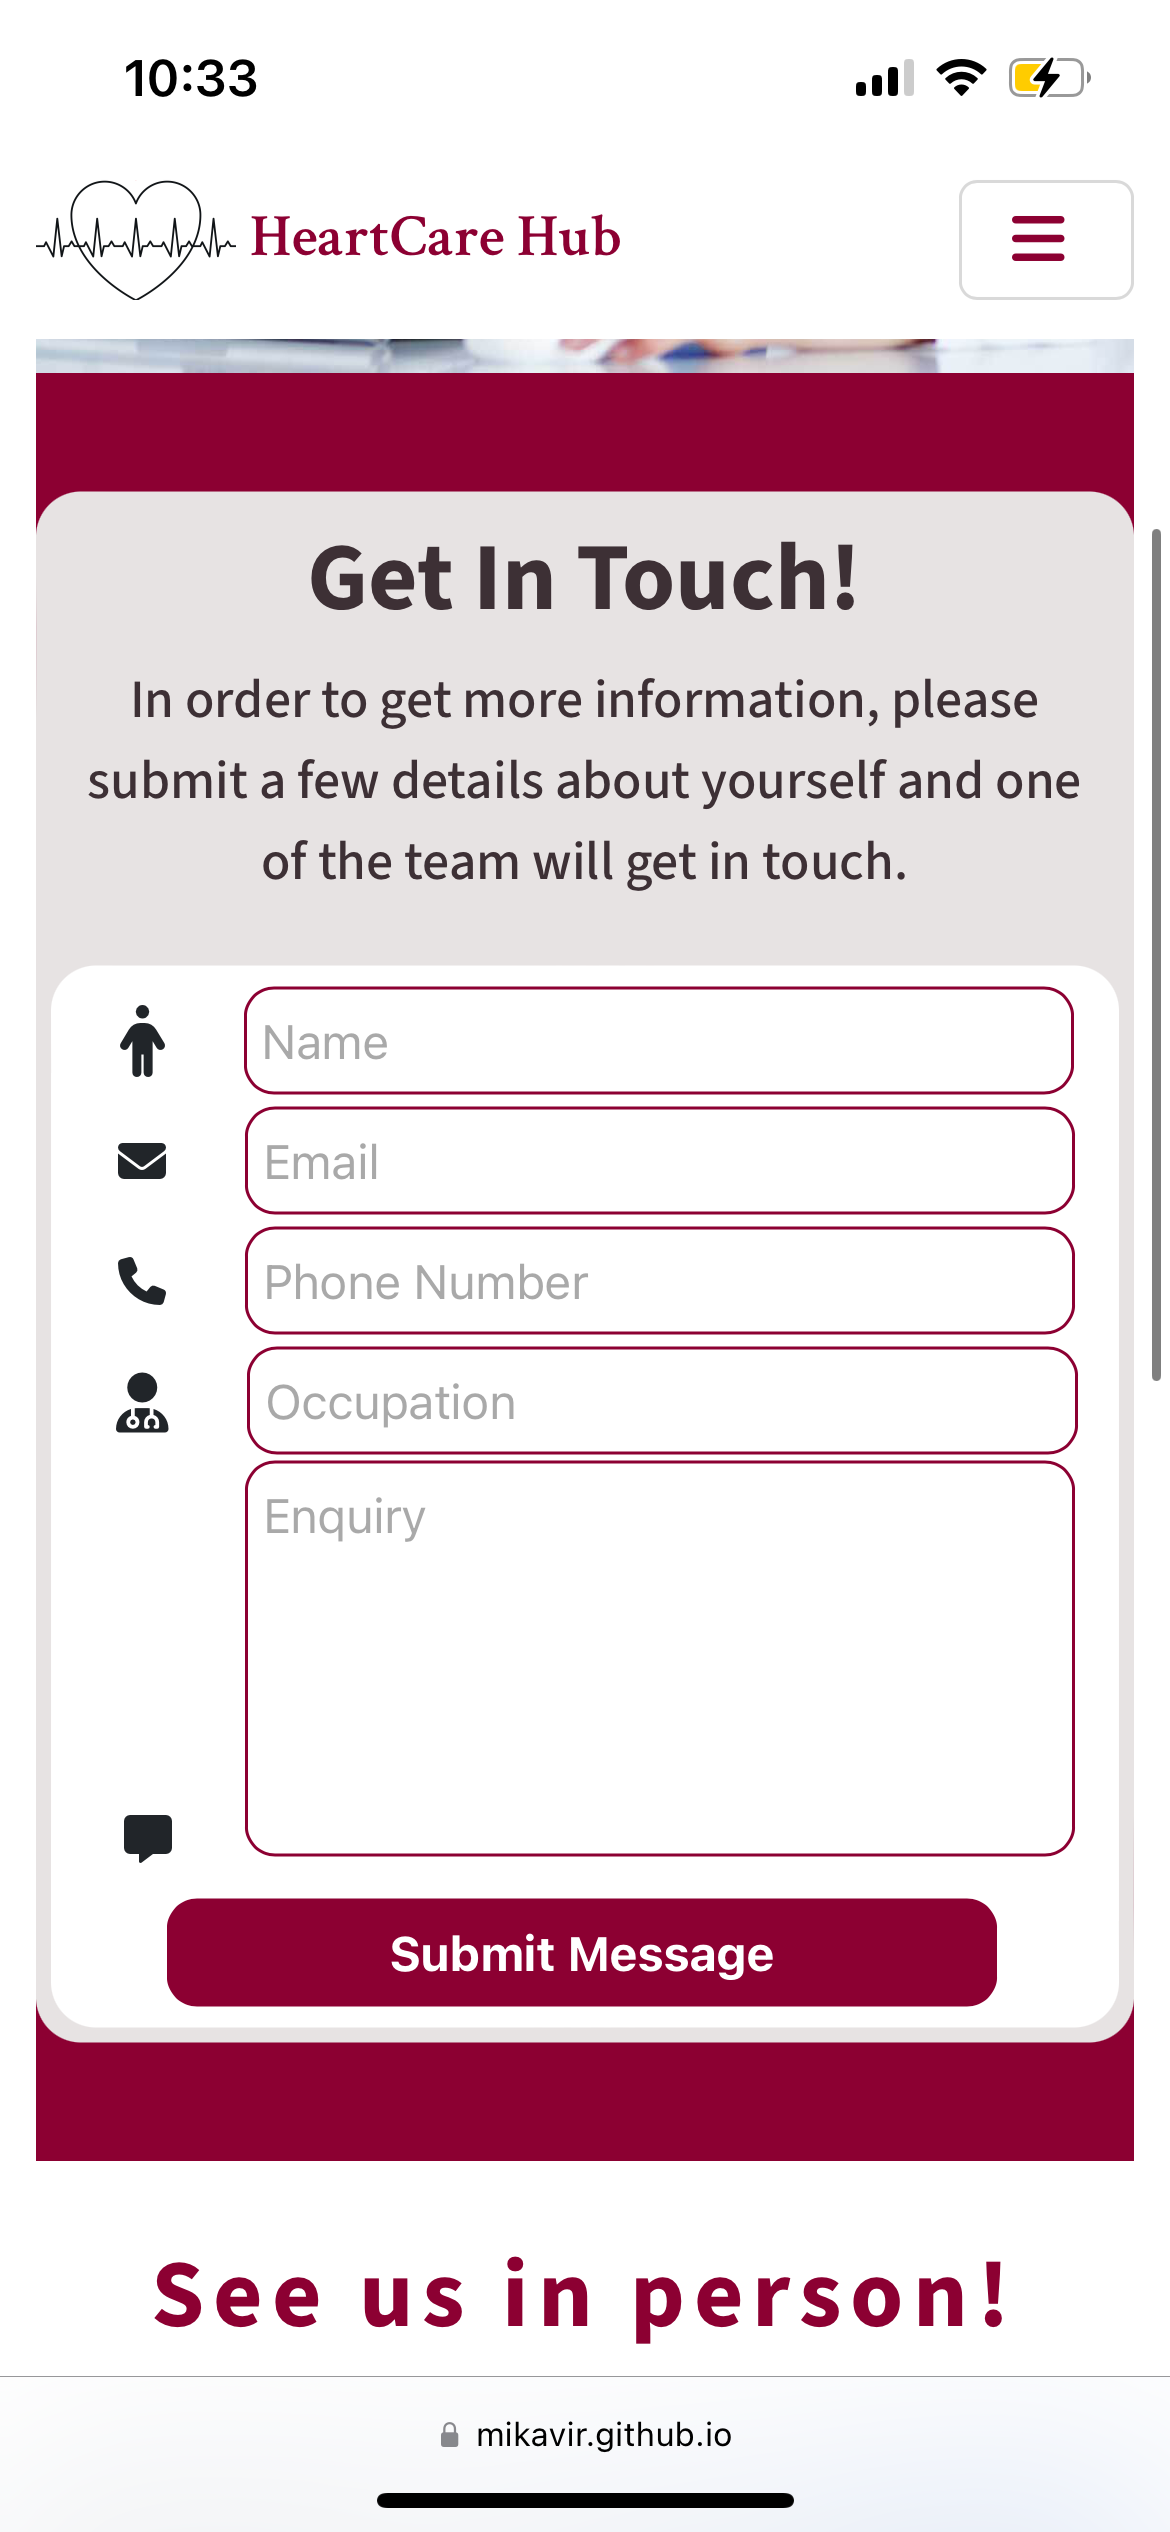 10:33
HeartCare Hub
Get In Touch!
In order to get more information, please
submit a few details about yourself and one
of the team will get in touch.
Name
Email
Phone Number
Occupation
Enquiry
Submit Message
See us in person!
mikavir.github.io